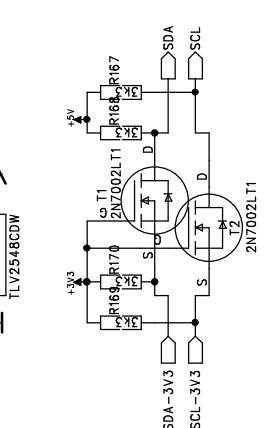 SDA
SCL
R167
3k3
R168
3k3
+5V
D
T1
2N7002LT1
D
G
G
T2
2N7002LT1
S
S
+3V3
R170
3k3
R169
3k3
SDA-3V3
SCL-3V3
TLV2548CDW